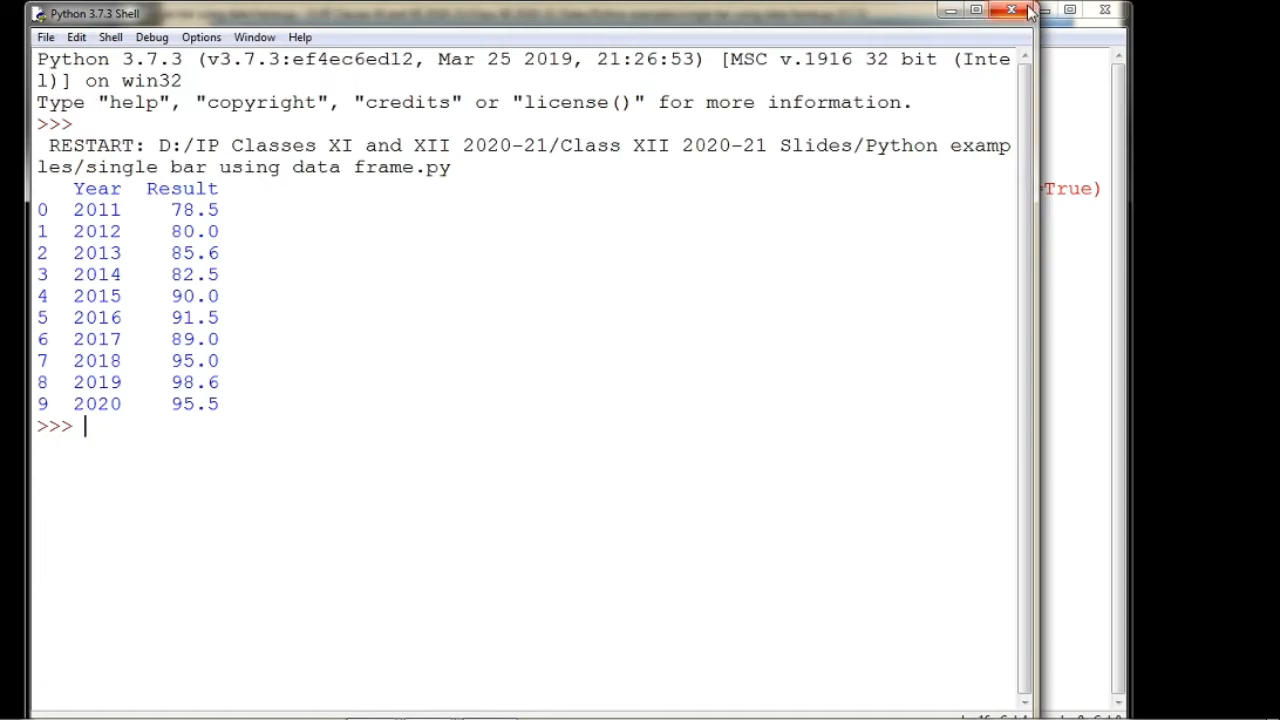 Python 3.7.3 Shell
File Edit Shell Debug Options Window Help
Python 3.7.3 (v3.7.3:ef4ec6ed12, Mar 25 2019, 21:26:53) [MSC v.1916 32 bit (Inte
l)] on win32
Type "help", "copyright", "credits" or "license()" for more information.
>>>
RESTART: D:/IP Classes XI and XII 2020-21/Class XII 2020-21 Slides/Python examp
les/single bar using data frame.py
Year Result
=True)
0 2011 78.5
1 2012 80.0
2 2013 85.6
3 2014 82.5
4 2015 90.0
5 2016 91.5
6 2017 89.0
7 2018 95.0
8 2019 98.6
9 2020 95.5
>>>